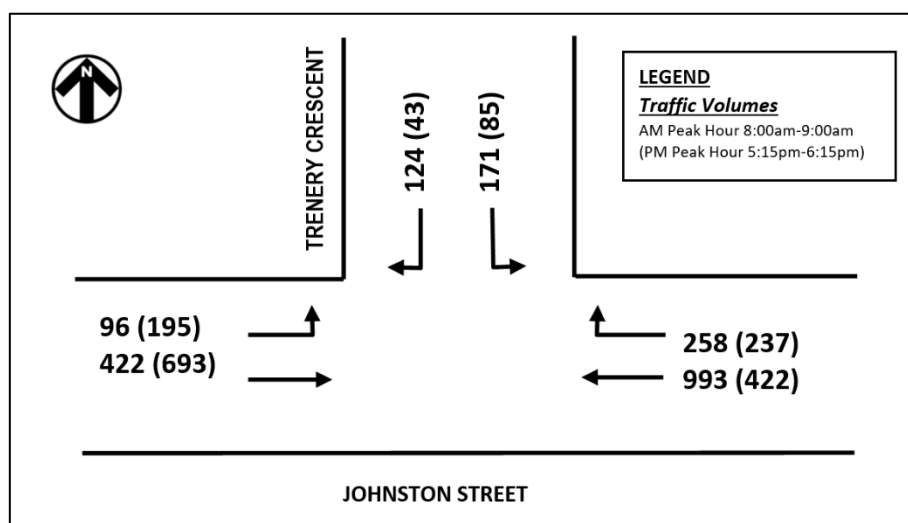 N
TRENERY CRESCENT
124 (43)
171 (85)
LEGEND
Traffic Volumes
AM Peak Hour 8:00am-9:00am
(PM Peak Hour 5:15pm-6:15pm)
96 (195)
422 (693)
258 (237)
993 (422)
JOHNSTON STREET